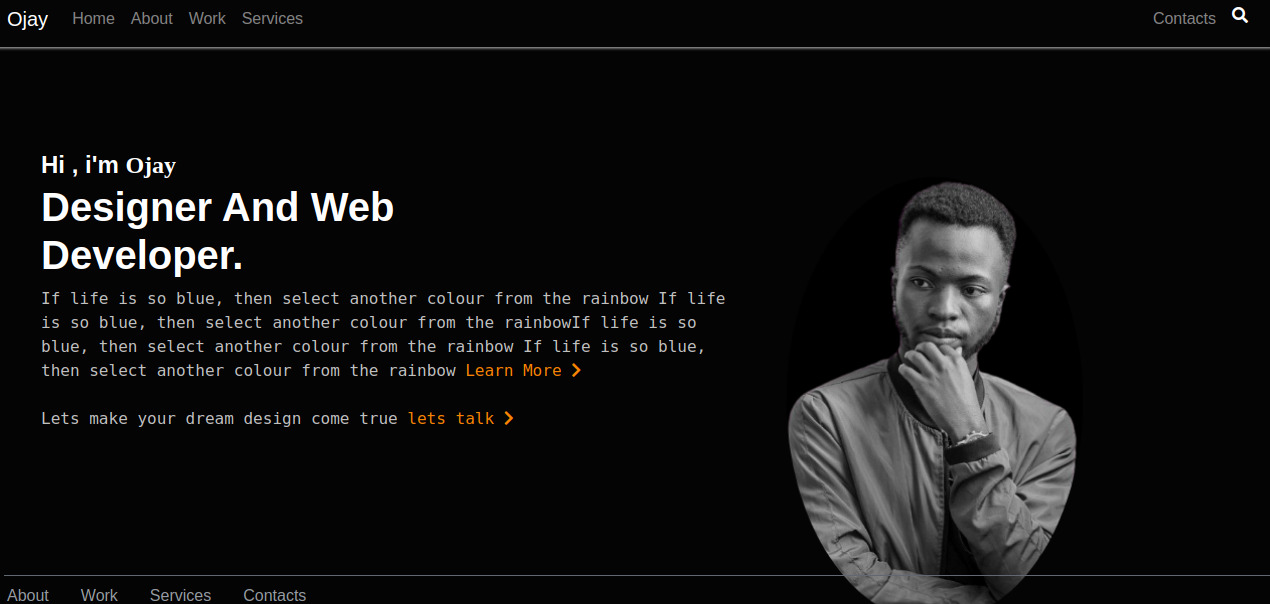 Ojay Home About Work Services Contacts
Hi , i'm Ojay
Designer And Web
Developer.
If life is so blue, then select another colour from the rainbow If life
is so blue, then select another colour from the rainbowIf life is so
blue, then select another colour from the rainbow If life is so blue,
then select another colour from the rainbow Learn More
Lets make your dream design come true lets talk
About Work Services Contacts